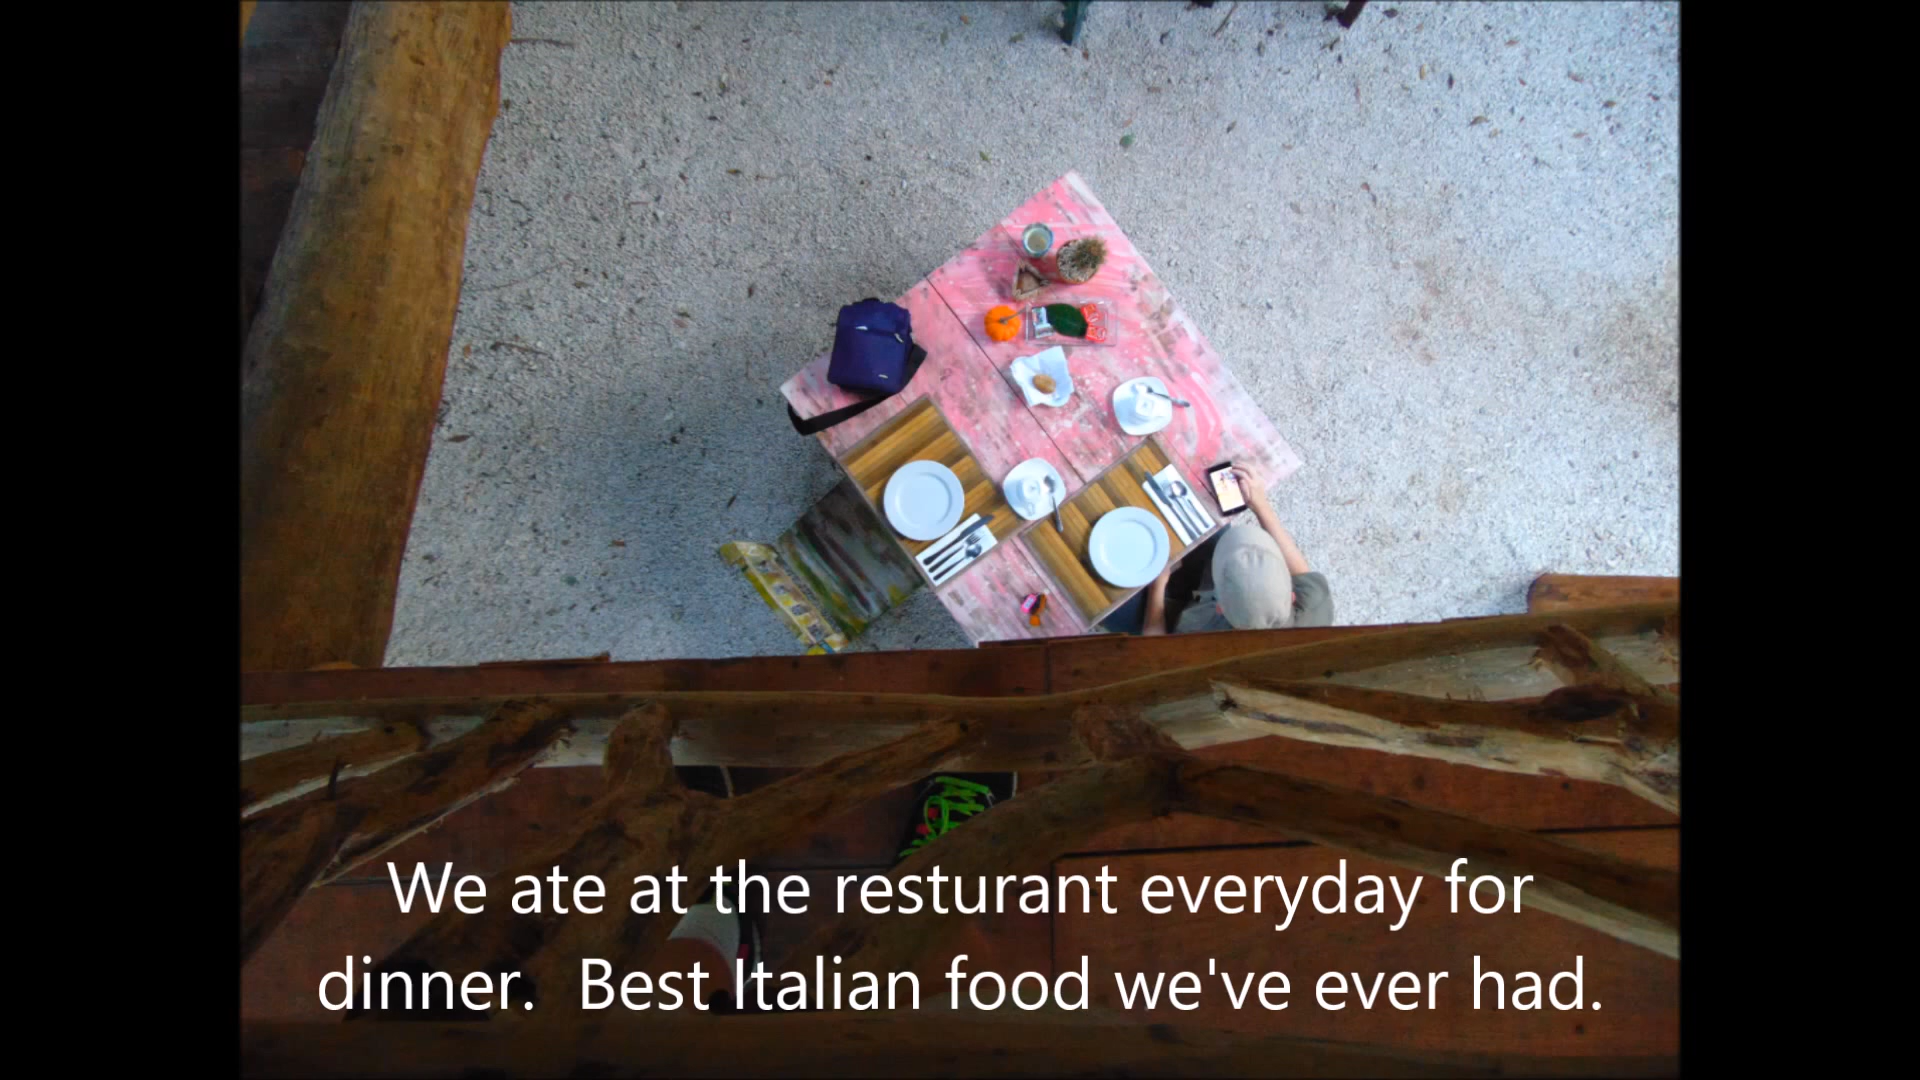 We ate at the resturant everyday for
dinner.  Best Italian food we've ever had.